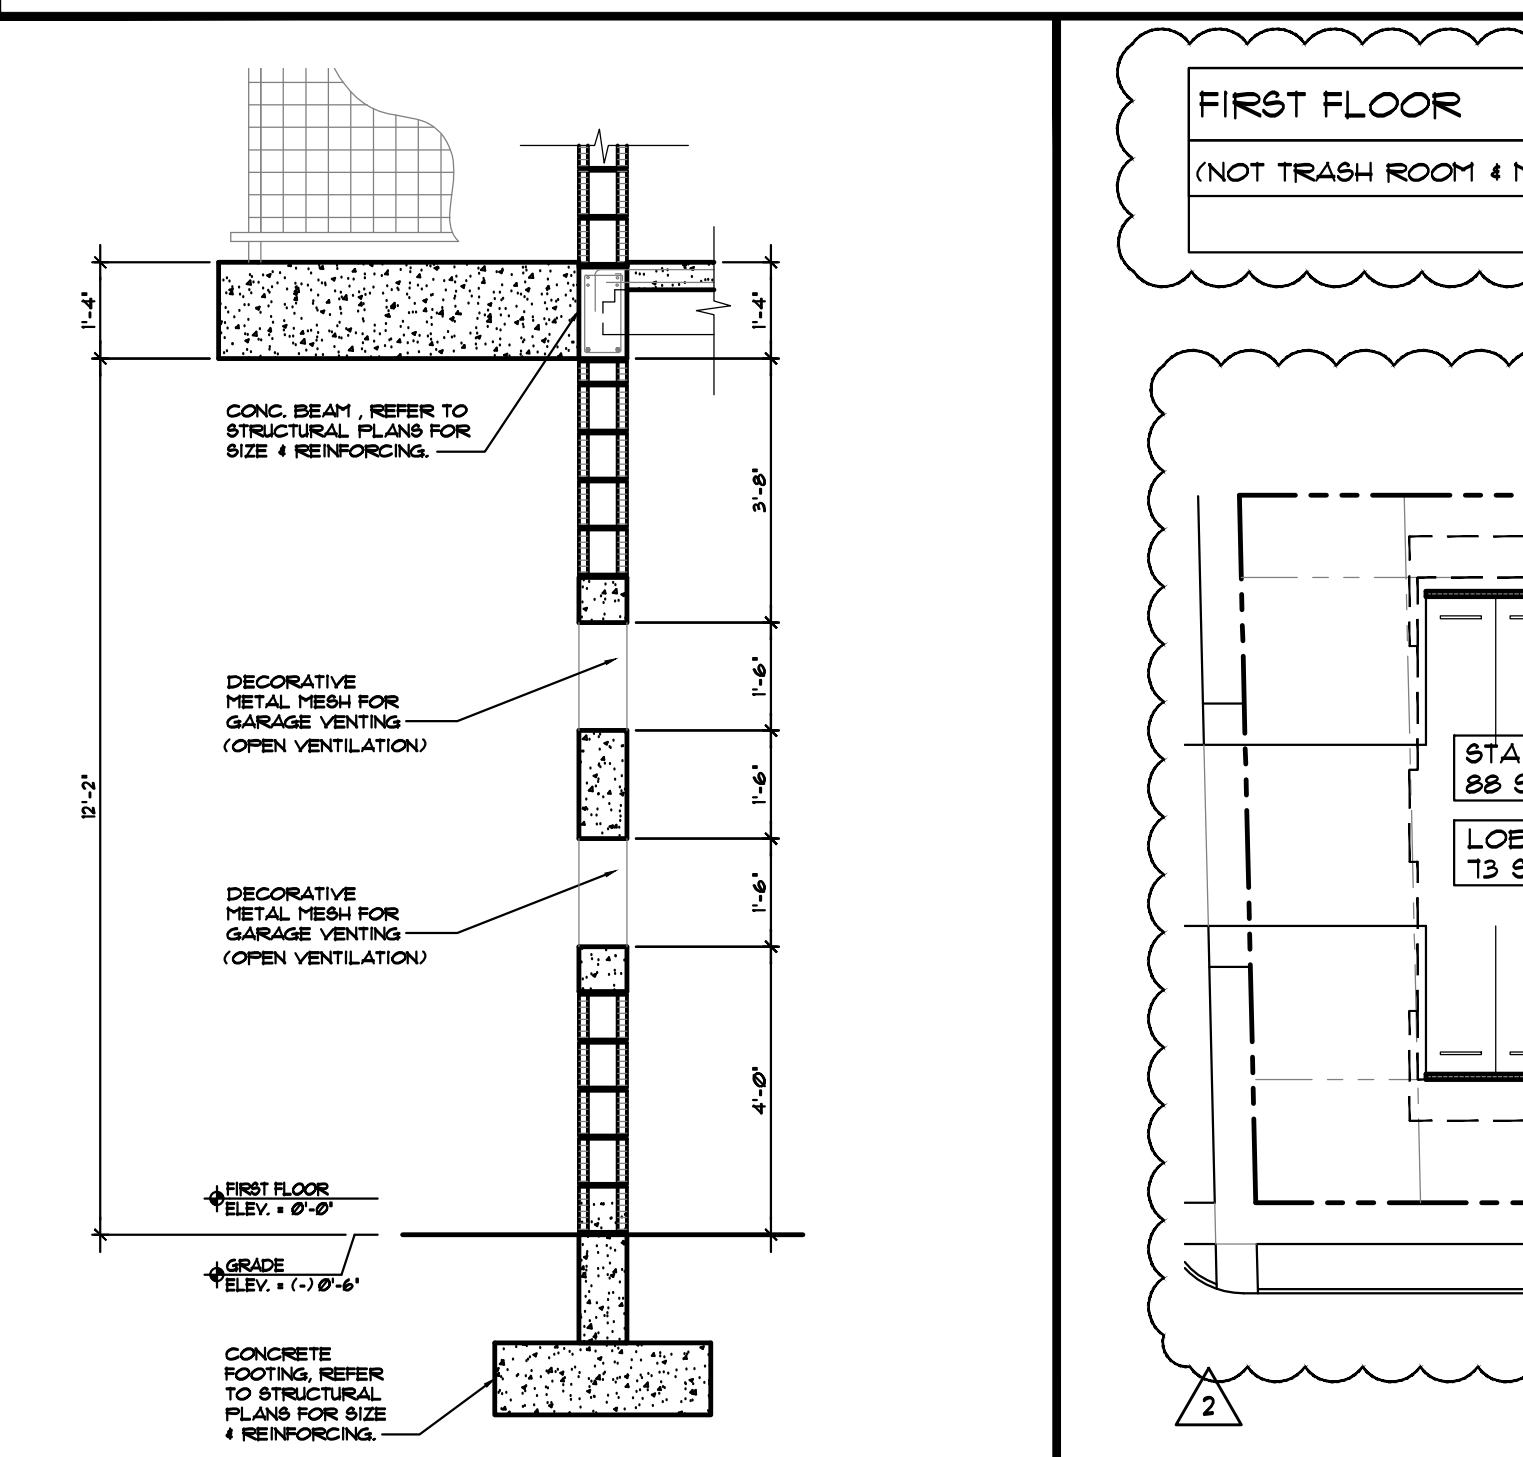 FIRST FLOOR
(NOT TRASH ROOM &
1'-4"
1'-4"
CONC. BEAM , REFER TO
STRUCTURAL PLANS FOR
SIZE & REINFORCING.
3'-8"
DECORATIVE
METAL MESH FOR
GARAGE VENTING
(OPEN VENTILATION)
1'-6"
12'-2"
1'-6"
DECORATIVE
METAL MESH FOR
GARAGE VENTING
(OPEN VENTILATION)
1'-6"
4'-0"
FIRST FLOOR
ELEV. = 0'-0"
GRADE
ELEV. = (-) 0'-6"
CONCRETE
FOOTING, REFER
TO STRUCTURAL
PLANS FOR SIZE
& REINFORCING.
88
73
2